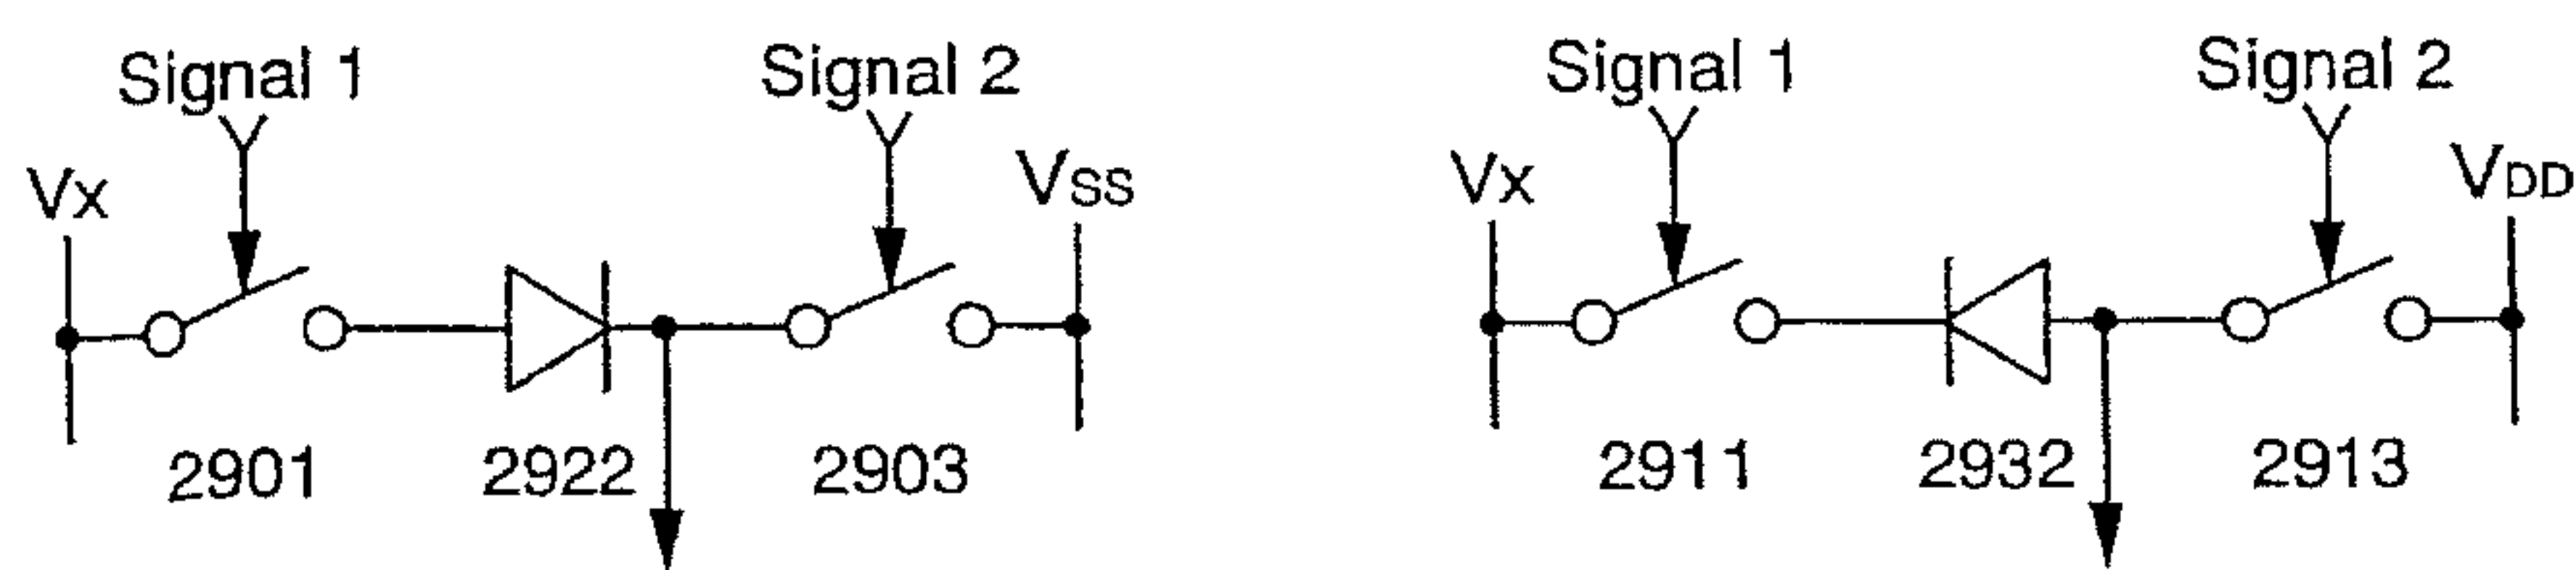 Signal 1 Signal 2 Signal 1 Signal 2
Vx VSS Vx VDD
2901 2922 2903 2911 2932 2913